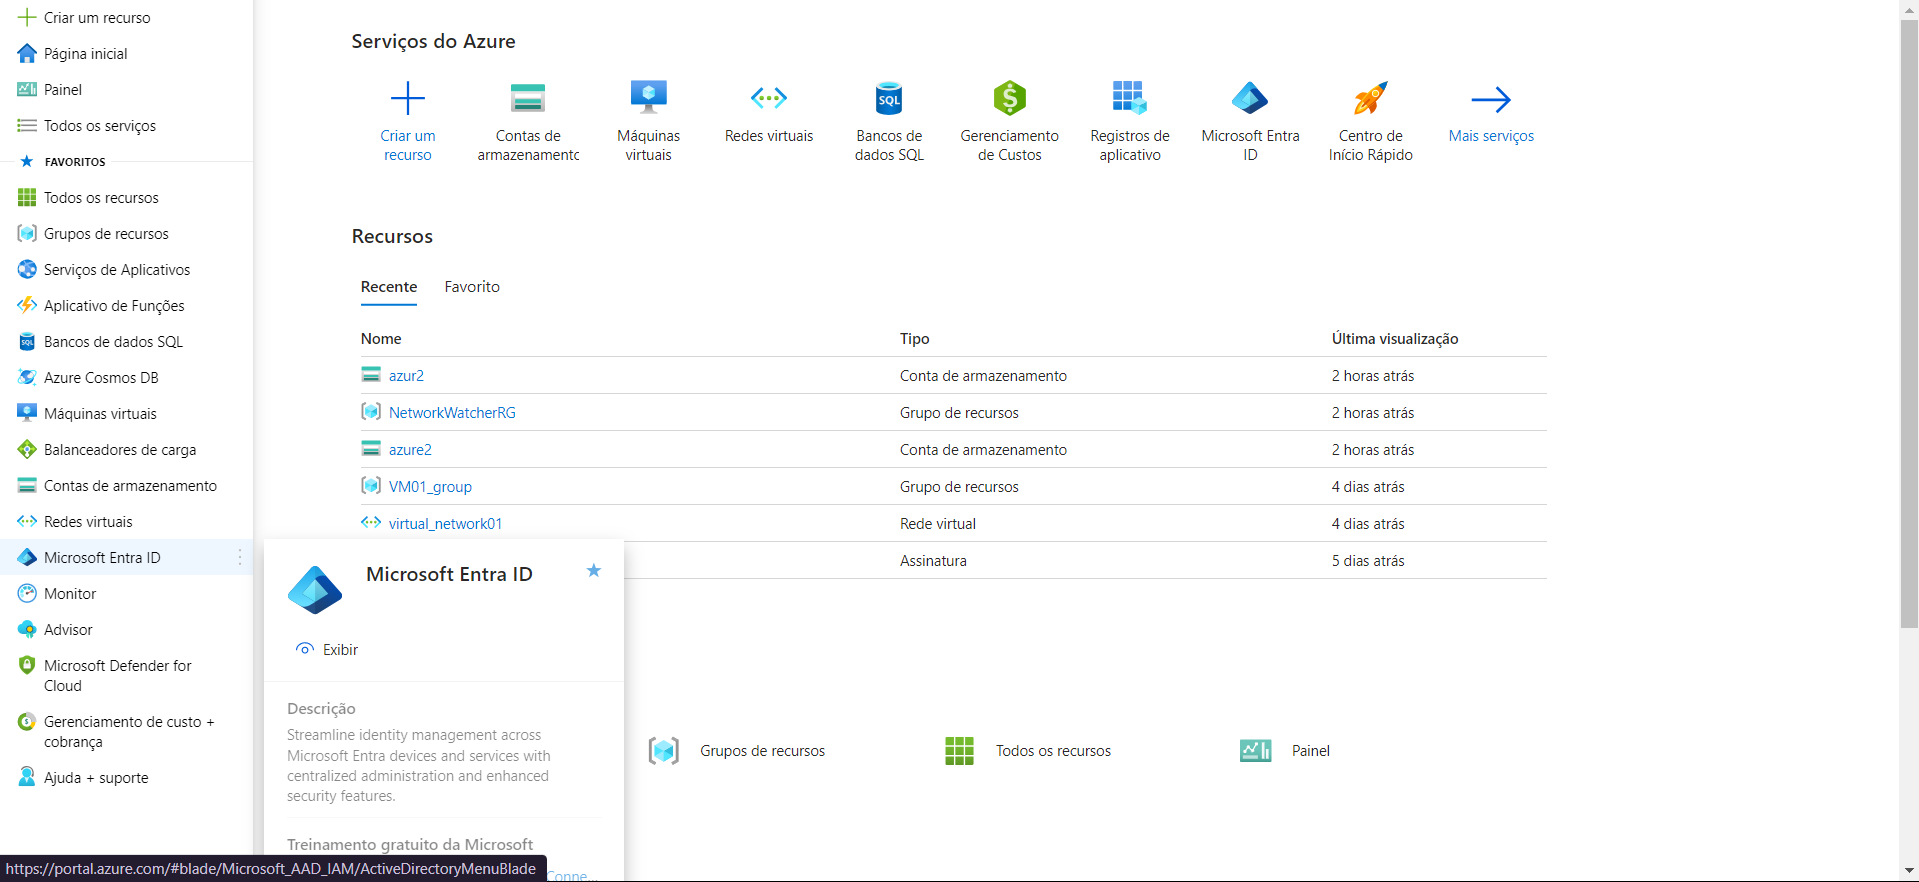 Criar um recurso
Página inicial
Painel
Todos os serviços
FAVORITOS
Todos os recursos
Grupos de recursos
Serviços de Aplicativos
Aplicativo de Funções
Bancos de dados SQL
Azure Cosmos DB
Máquinas virtuais
Balanceadores de carga
Contas de armazenamento
Redes virtuais
Microsoft Entra ID
Monitor
Advisor
Microsoft Defender for
Cloud
Gerenciamento de custo +
cobrança
Ajuda + suporte
Serviços do Azure
Criar um
recurso
Contas de
armazenamento
Máquinas
virtuais
Redes virtuais
SQL
Bancos de
dados SQL
Gerenciamento
de Custos
Registros de
aplicativo
Microsoft Entra
ID
Centro de
Início Rápido
Mais serviços
Recursos
Recente Favorito
Nome Tipo Última visualização
azur2 Conta de armazenamento 2 horas atrás
NetworkWatcherRG Grupo de recursos 2 horas atrás
azure2 Conta de armazenamento 2 horas atrás
VM01_group Grupo de recursos 4 dias atrás
virtual_network01 Rede virtual 4 dias atrás
Assinatura 5 dias atrás
Microsoft Entra ID
Exibir
Descrição
Streamline identity management across
Microsoft Entra devices and services with
centralized administration and enhanced
security features.
Treinamento gratuito da Microsoft
Conne...
Grupos de recursos
Todos os recursos
Painel
https://portal.azure.com/#blade/Microsoft_AAD_IAM/ActiveDirectoryMenuBlade